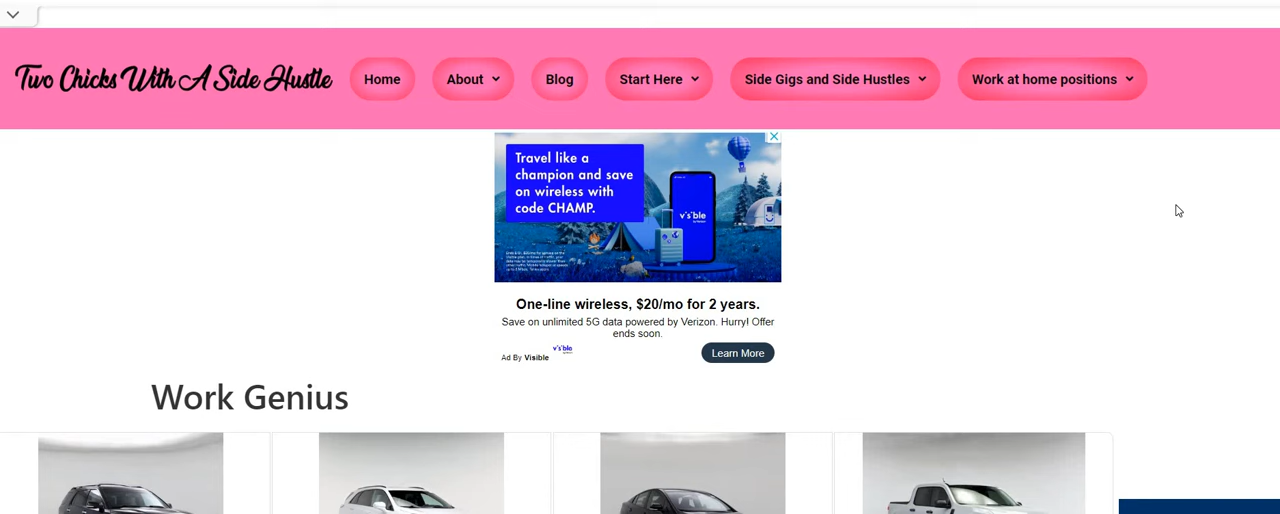 Two Chicks With A Side Hustle
Home
About
Blog
Start Here
Side Gigs and Side Hustles
Work at home positions
Travel like a
champion and save
on wireless with
code CHAMP.
visible
One-line wireless, $20/mo for 2 years.
Save on unlimited 5G data powered by Verizon. Hurry! Offer
ends soon.
Ad By Visible
visible
Learn More
Work Genius